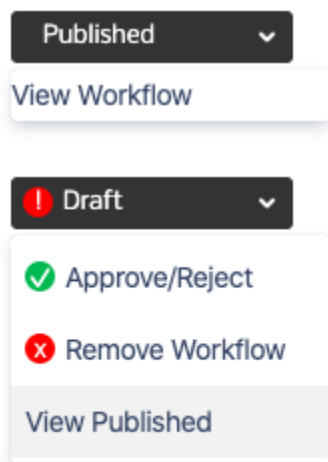 Published
View Workflow
! Draft
Approve/Reject
x Remove Workflow
View Published